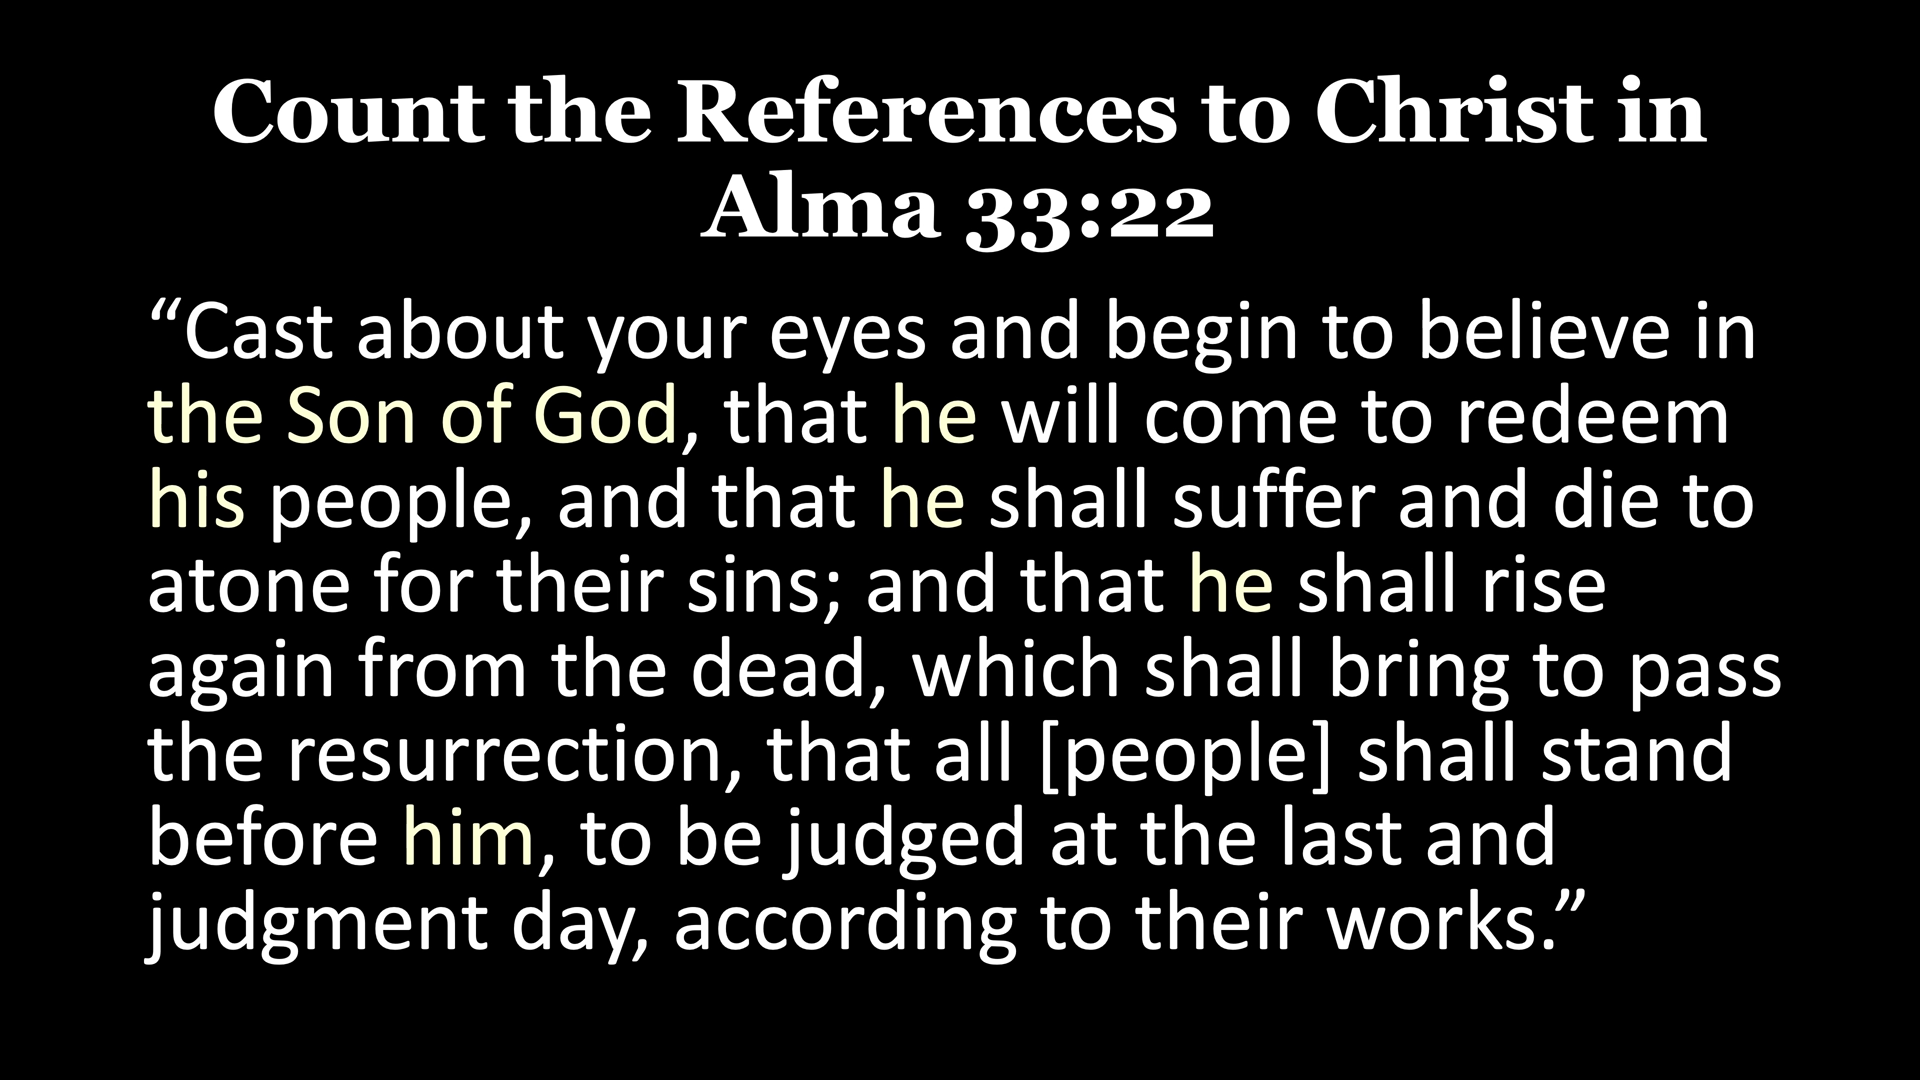 Count the References to Christ in
Alma 33:22
“Cast about your eyes and begin to believe in
the Son of God, that he will come to redeem
his people, and that he shall suffer and die to
atone for their sins; and that he shall rise
again from the dead, which shall bring to pass
the resurrection, that all [people] shall stand
before him, to be judged at the last and
judgment day, according to their works.”